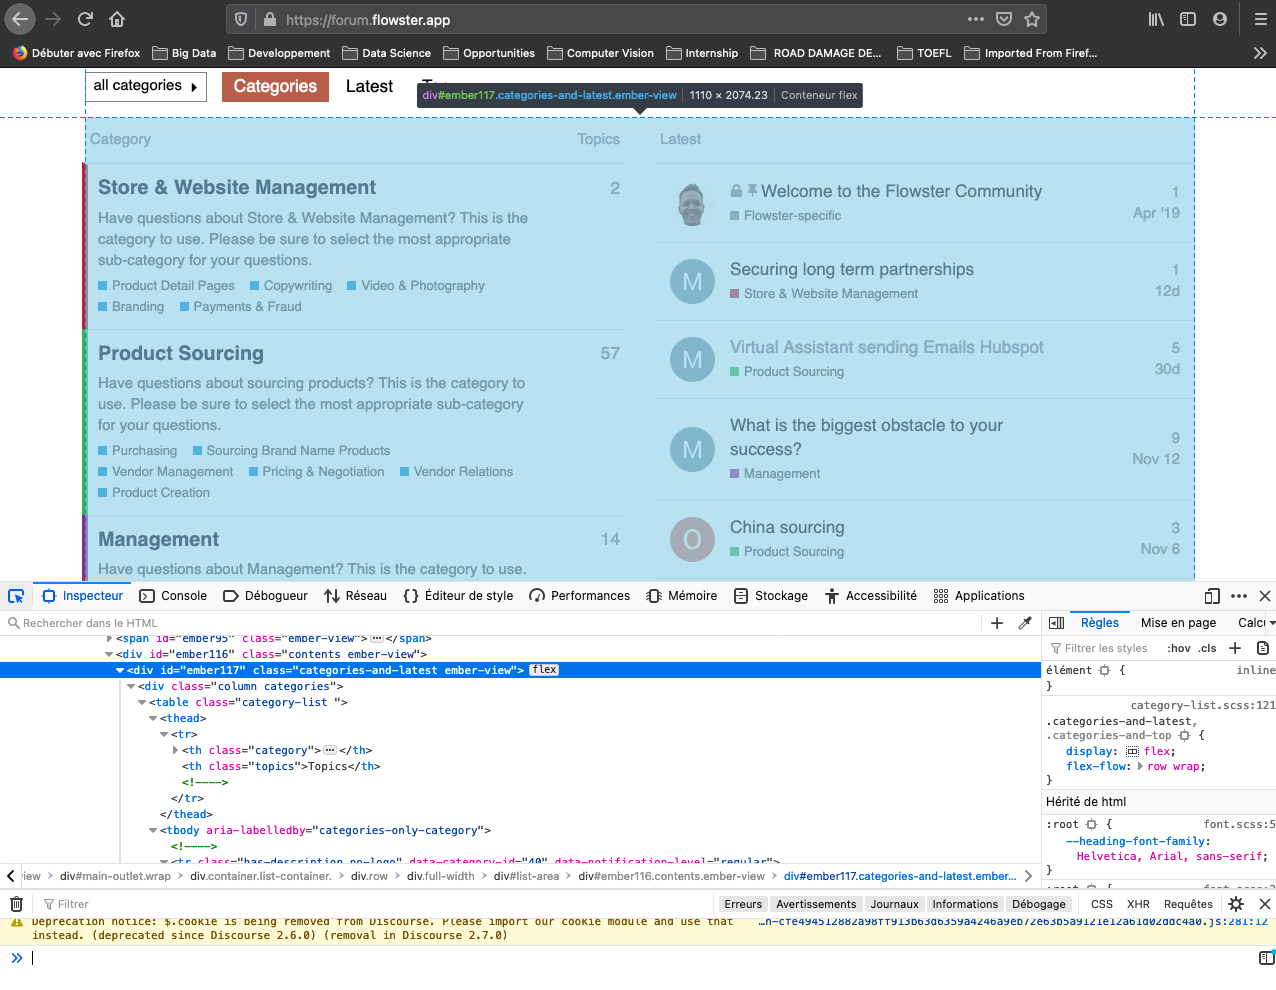 https://forum.flowster.app
Débuter avec Firefox Big Data Developpement Data Science Opportunities Computer Vision Internship ROAD DAMAGE DE... TOEFL Imported From Firef...
all categories Categories Latest
div#ember117.categories-and-latest.ember-view 1110 × 2074.23 Conteneur flex
Category Topics Latest
Store & Website Management 2
Have questions about Store & Website Management? This is the
category to use. Please be sure to select the most appropriate
sub-category for your questions.
Product Detail Pages Copywriting Video & Photography
Branding Payments & Fraud
Product Sourcing 57
Have questions about sourcing products? This is the category to
use. Please be sure to select the most appropriate sub-category
for your questions.
Purchasing Sourcing Brand Name Products
Vendor Management Pricing & Negotiation Vendor Relations
Product Creation
Management 14
Have questions about Management? This is the category to use.
Welcome to the Flowster Community 1
Flowster-specific Apr '19
M Securing long term partnerships 1
Store & Website Management 12d
M Virtual Assistant sending Emails Hubspot 5
Product Sourcing 30d
M What is the biggest obstacle to your
success? 9
Management Nov 12
O China sourcing 3
Product Sourcing Nov 6
Inspecteur Console Débogueur Réseau Éditeur de style Performances Mémoire Stockage Accessibilité Applications
Rechercher dans le HTML
<span id="ember95" class="ember-view"></span>
<div id="ember116" class="contents ember-view">
<div id="ember117" class="categories-and-latest ember-view"> flex
<div class="column categories">
<table class="category-list ">
<thead>
<tr>
<th class="category"></th>
<th class="topics">Topics</th>
<!---->
</tr>
</thead>
<tbody aria-labelledby="categories-only-category">
<!---->
<tr class="has-description no-logo" data-category-id="40" data-notification-level="regular">
Règles Mise en page Calcu
Filtrer les styles :hov .cls
élément { inline
}
category-list.scss:121
.categories-and-latest,
.categories-and-top {
display: flex;
flex-flow: row wrap;
}
Hérité de html
:root { font.scss:5
--heading-font-family:
Helvetica, Arial, sans-serif;
}
view div#main-outlet.wrap div.container.list-container. div.row div.full-width div#list-area div#ember116.contents.ember-view div#ember117.categories-and-latest.ember...
Filtrer Erreurs Avertissements Journaux Informations Débogage CSS XHR Requêtes
Deprecation notice: $.cookie is being removed from Discourse. Please import our cookie module and use that …n-cfe494512882a98ff913b63d6359a4246a9eb72e63b5a9121e12a61d02ddc4a0.js:281:12
instead. (deprecated since Discourse 2.6.0) (removal in Discourse 2.7.0)